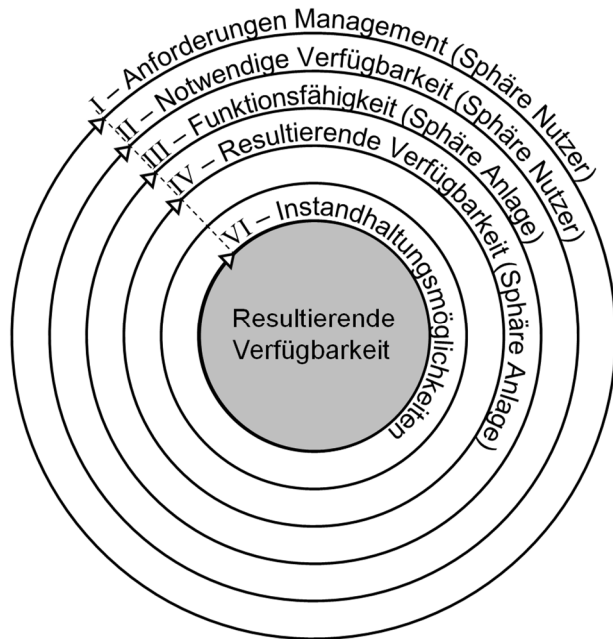 I – Anforderungen Management (Sphäre Nutzer)
II – Notwendige Verfügbarkeit (Sphäre Nutzer)
III – Funktionsfähigkeit (Sphäre Anlage)
IV – Resultierende Verfügbarkeit (Sphäre Anlage)
VI – Instandhaltungsmöglichkeiten
Resultierende
Verfügbarkeit